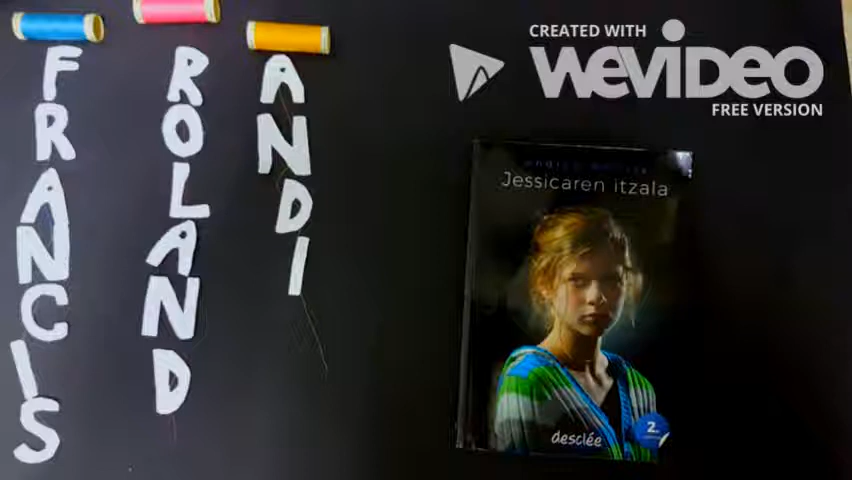 FRANCIS
ROLAND
ANDI
CREATED WITH
WEVIDEO
FREE VERSION
Jessicaren itzala
desclée
2.